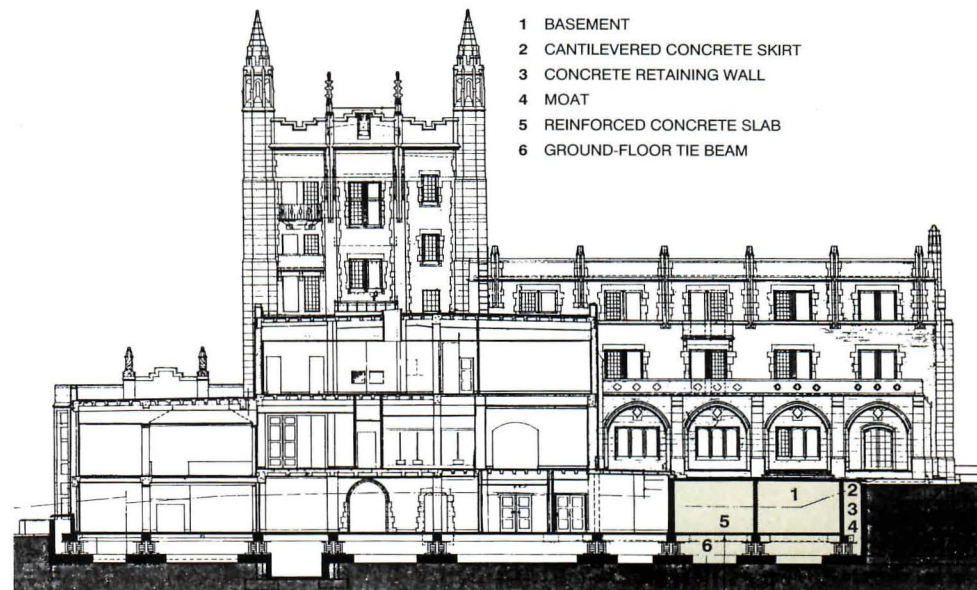 1 BASEMENT
2 CANTILEVERED CONCRETE SKIRT
3 CONCRETE RETAINING WALL
4 MOAT
5 REINFORCED CONCRETE SLAB
6 GROUND-FLOOR TIE BEAM
1
2
3
5
4
6